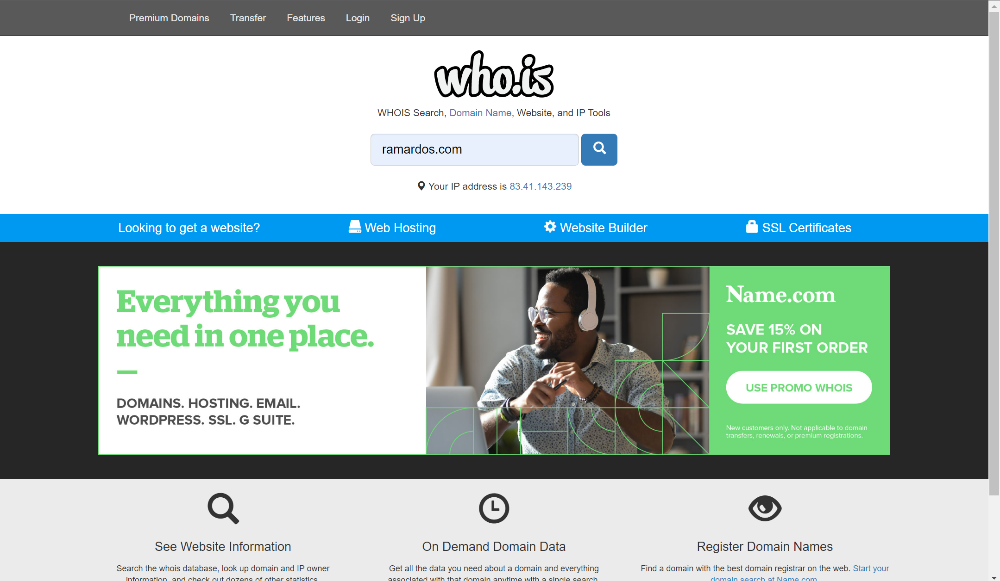 Premium Domains Transfer Features Login Sign Up
who.is
WHOIS Search, Domain Name, Website, and IP Tools
ramardos.com
Your IP address is 83.41.143.239
Looking to get a website? Web Hosting Website Builder SSL Certificates
Everything you
need in one place.
DOMAINS. HOSTING. EMAIL.
WORDPRESS. SSL. G SUITE.
Name.com
SAVE 15% ON
YOUR FIRST ORDER
USE PROMO WHOIS
New customers only. Not applicable to domain
transfers, renewals, or premium registrations.
See Website Information
Search the whois database, look up domain and IP owner
information, and check out dozens of other statistics.
On Demand Domain Data
Get all the data you need about a domain and everything
associated with that domain anytime with a single search.
Register Domain Names
Find a domain with the best domain registrar on the web. Start your
domain search at Name.com